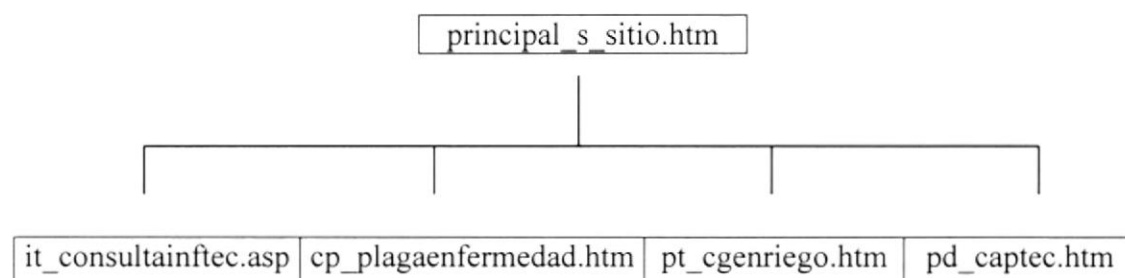 principal_s_sitio.htm
it_consultainftec.asp cp_plagaenfermedad.htm pt_cgenriego.htm pd_captec.htm